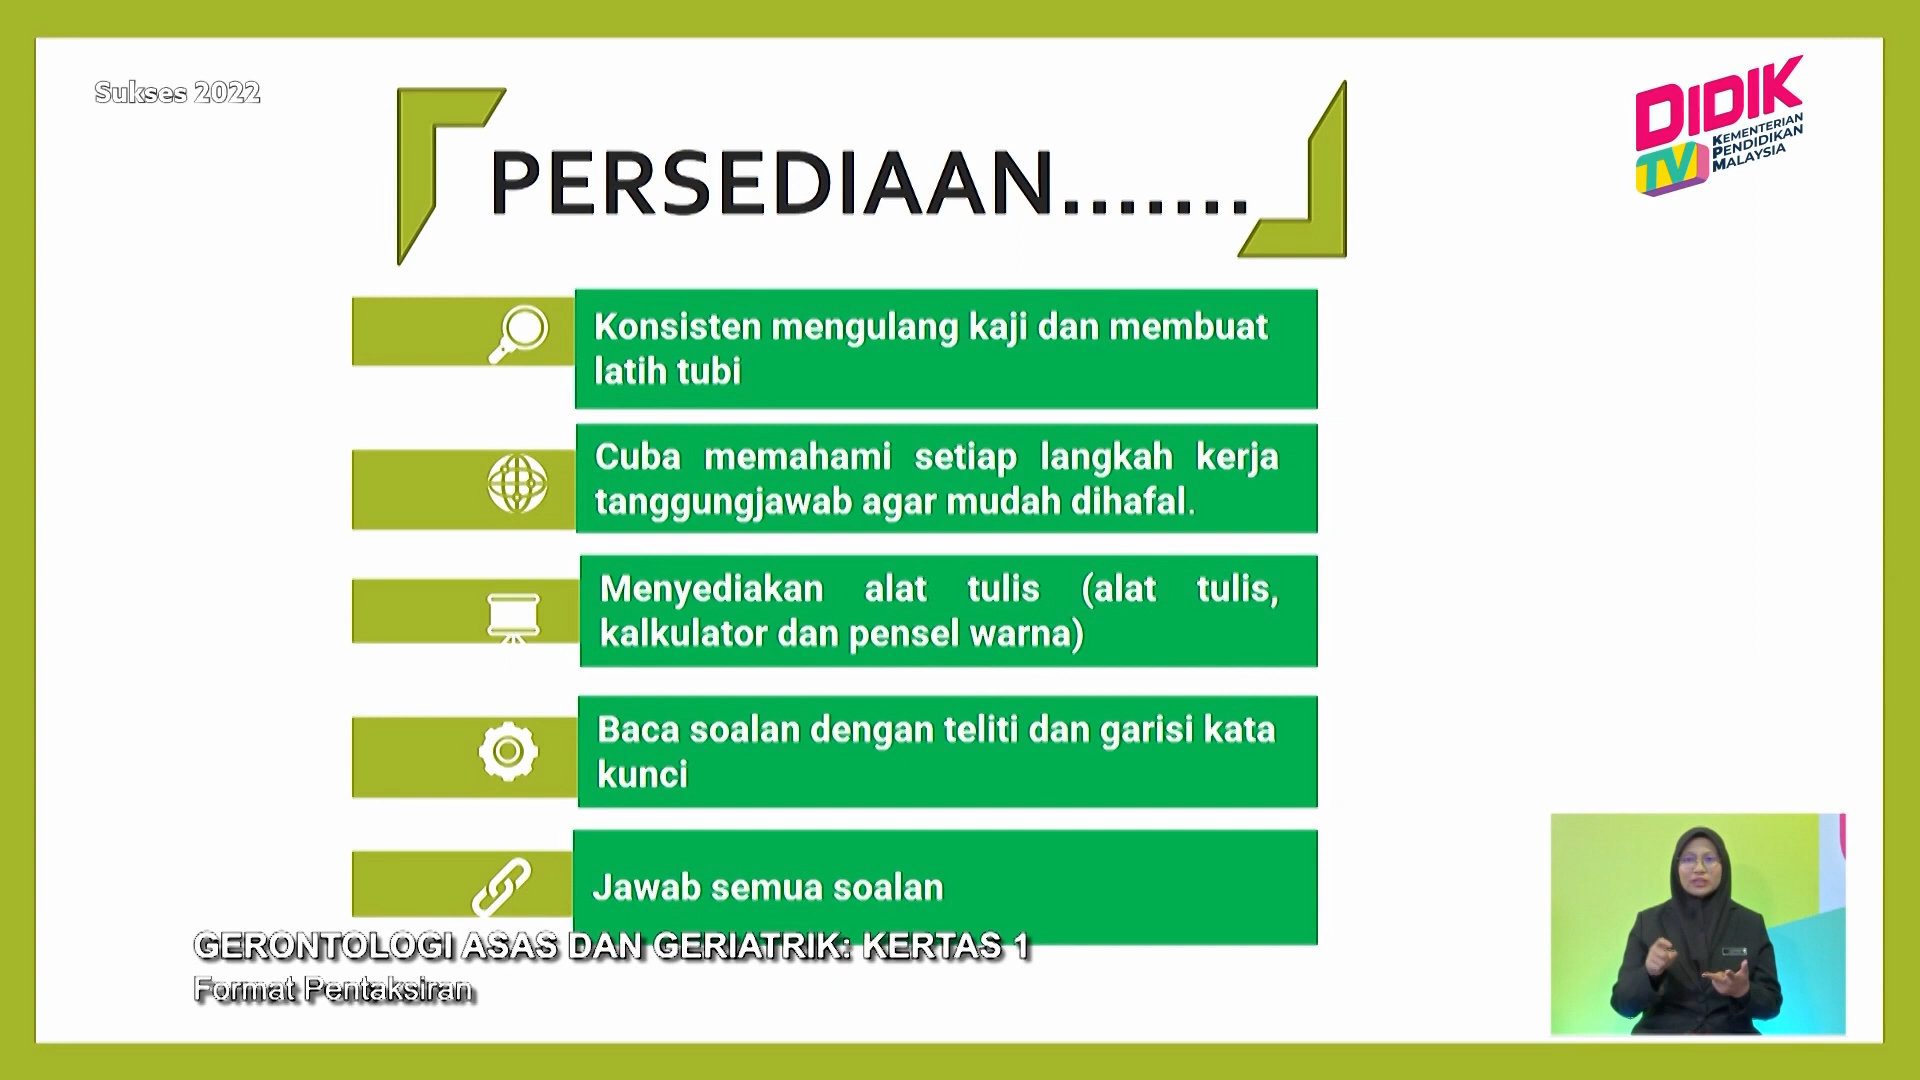 Sukses 2022
DIDIK
TV
KEMENTERIAN
PENDIDIKAN
MALAYSIA
PERSEDIAAN.......
Konsisten mengulang kaji dan membuat
latih tubi
Cuba memahami setiap langkah kerja
tanggungjawab agar mudah dihafal.
Menyediakan alat tulis (alat tulis,
kalkulator dan pensel warna)
Baca soalan dengan teliti dan garisi kata
kunci
Jawab semua soalan
GERONTOLOGI ASAS DAN GERIATRIK: KERTAS 1
Format Pentaksiran